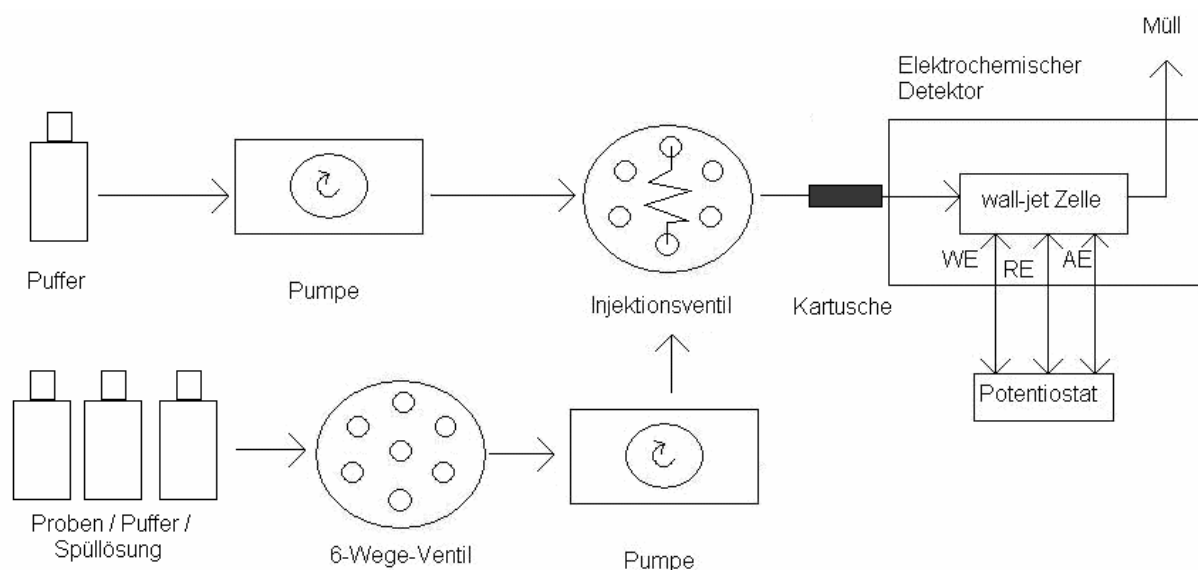 Müll
Elektrochemischer
Detektor
wall-jet Zelle
WE
RE
AE
Puffer
Pumpe
Injektionsventil
Kartusche
Potentiostat
Proben / Puffer /
Spüllösung
6-Wege-Ventil
Pumpe